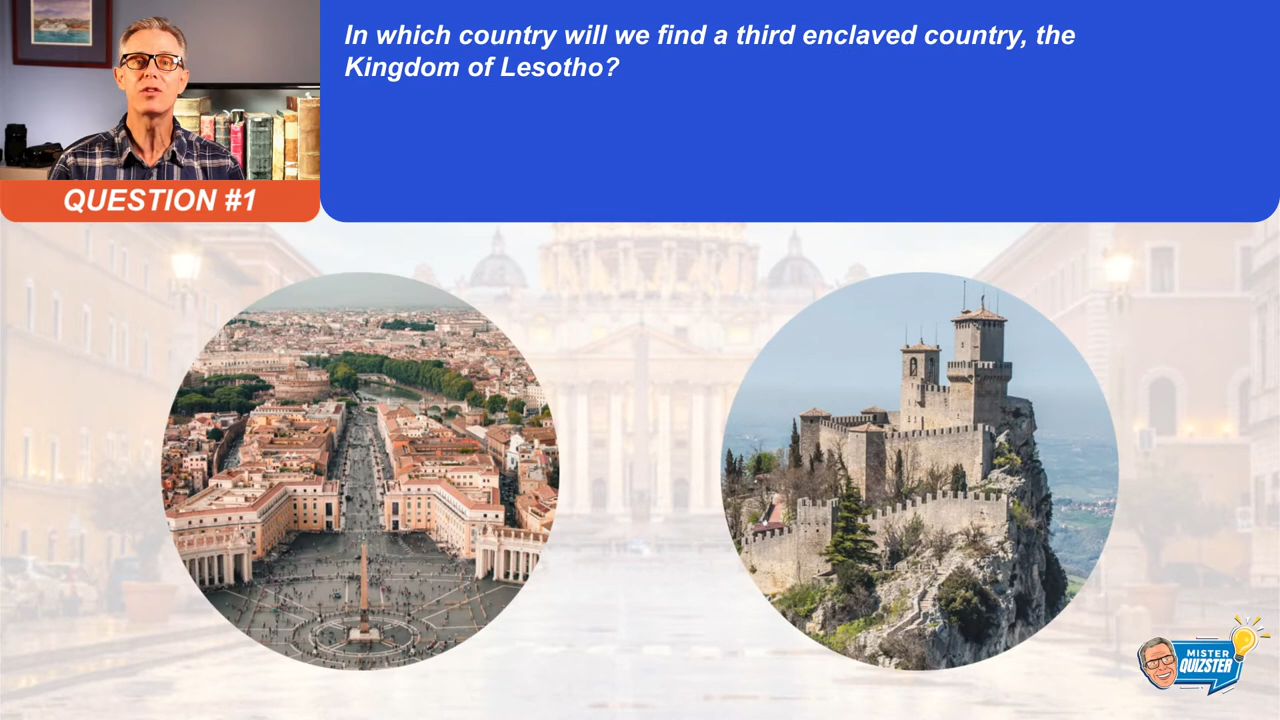 In which country will we find a third enclaved country, the
Kingdom of Lesotho?
QUESTION #1
MISTER
QUIZSTER